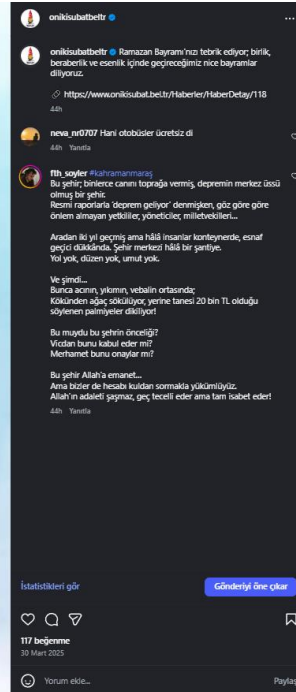 onikisubatbeltr
onikisubatbeltr Ramazan Bayramı'nızı tebrik ediyor; birlik,
beraberlik ve esenlik içinde geçireceğimiz nice bayramlar
diliyoruz.
https://www.onikisubat.bel.tr/Haberler/HaberDetay/118
44h
neva_nr0707 Hani otobüsler ücretsiz di
44h Yanıtla
f1h_soyler #kahramanmaraş
Bu şehir; binlerce canını toprağa vermiş, depremin merkez üssü
olmuş bir şehir.
Resmi raporlarla 'deprem geliyor' denmişken, göz göre göre
önlem almayan yetkililer, yöneticiler, milletvekilleri...
Aradan iki yıl geçmiş ama hâlâ insanlar konteynerde, esnaf
geçici dükkânda. Şehir merkezi hâlâ bir şantiye.
Yol yok, düzen yok, umut yok.
Ve şimdi...
Bunca acının, yıkımın, vebalin ortasında;
Kökünden ağaç sökülüyor, yerine tanesi 20 bin TL olduğu
söylenen palmiyeler dikiliyor!
Bu muydu bu şehrin önceliği?
Vicdan bunu kabul eder mi?
Merhamet bunu onaylar mı?
Bu şehir Allah'a emanet...
Ama bizler de hesabı kuldan sormakla yükümlüyüz.
Allah'ın adaleti şaşmaz, geç tecelli eder ama tam isabet eder!
44h Yanıtla
İstatistikleri gör
Gönderiyi öne çıkar
117 beğenme
30 Mart 2025
Yorum ekle...
Paylaş